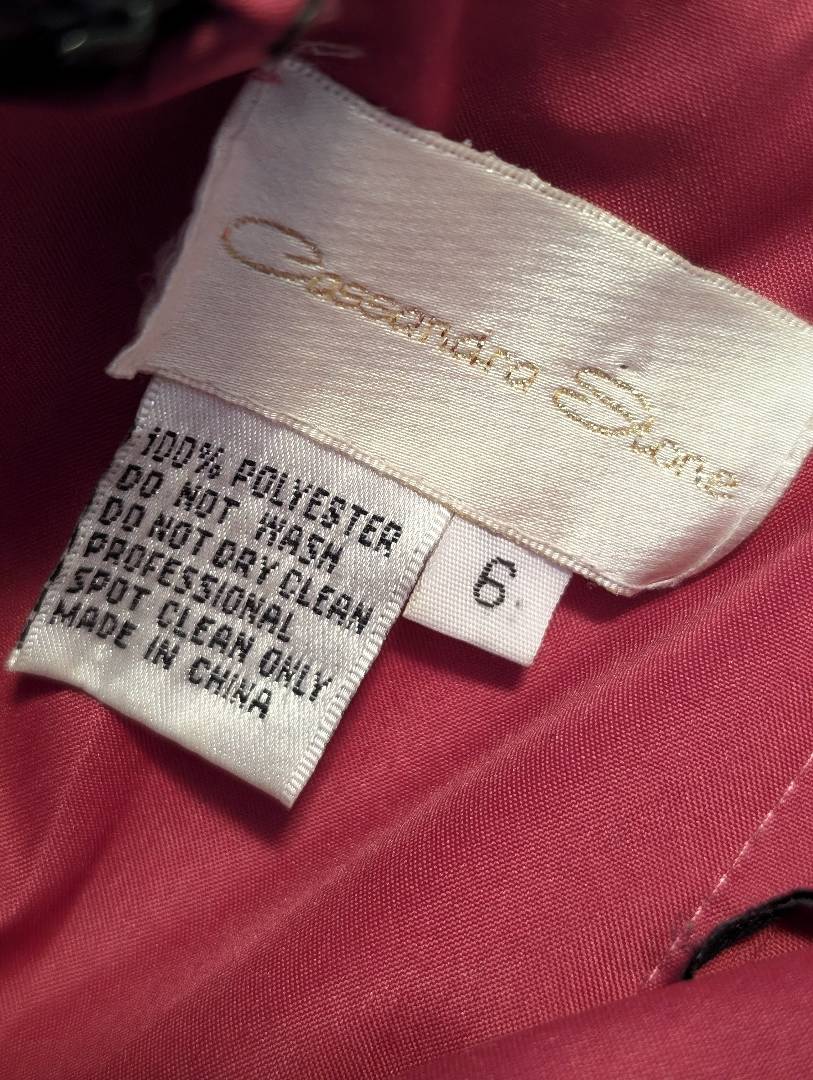 Cassandra Stone
100% POLYESTER
DO NOT WASH
DO NOT DRY CLEAN
PROFESSIONAL
SPOT CLEAN ONLY
MADE IN CHINA
6